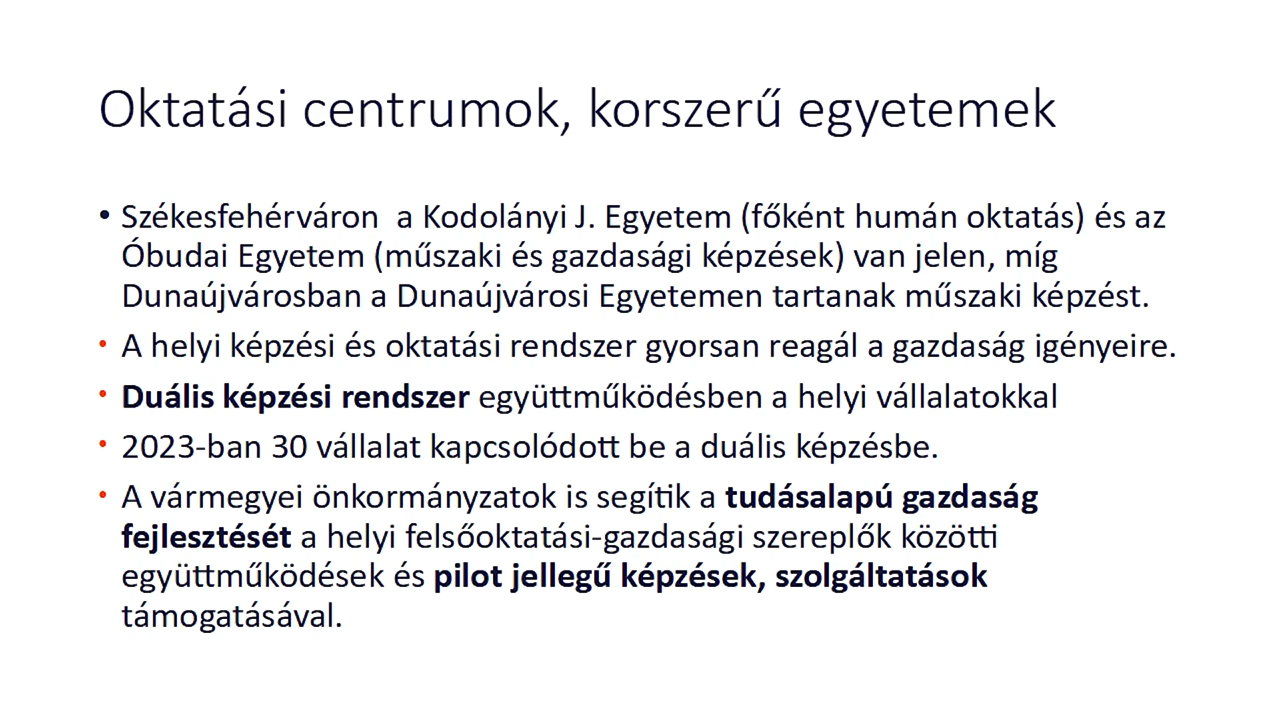 Oktatási centrumok, korszerű egyetemek
• Székesfehérváron  a Kodolányi J. Egyetem (főként humán oktatás) és az
Óbudai Egyetem (műszaki és gazdasági képzések) van jelen, míg
Dunaújvárosban a Dunaújvárosi Egyetemen tartanak műszaki képzést.
• A helyi képzési és oktatási rendszer gyorsan reagál a gazdaság igényeire.
• Duális képzési rendszer együttműködésben a helyi vállalatokkal
• 2023-ban 30 vállalat kapcsolódott be a duális képzésbe.
• A vármegyei önkormányzatok is segítik a tudásalapú gazdaság
fejlesztését a helyi felsőoktatási-gazdasági szereplők közötti
együttműködések és pilot jellegű képzések, szolgáltatások
támogatásával.